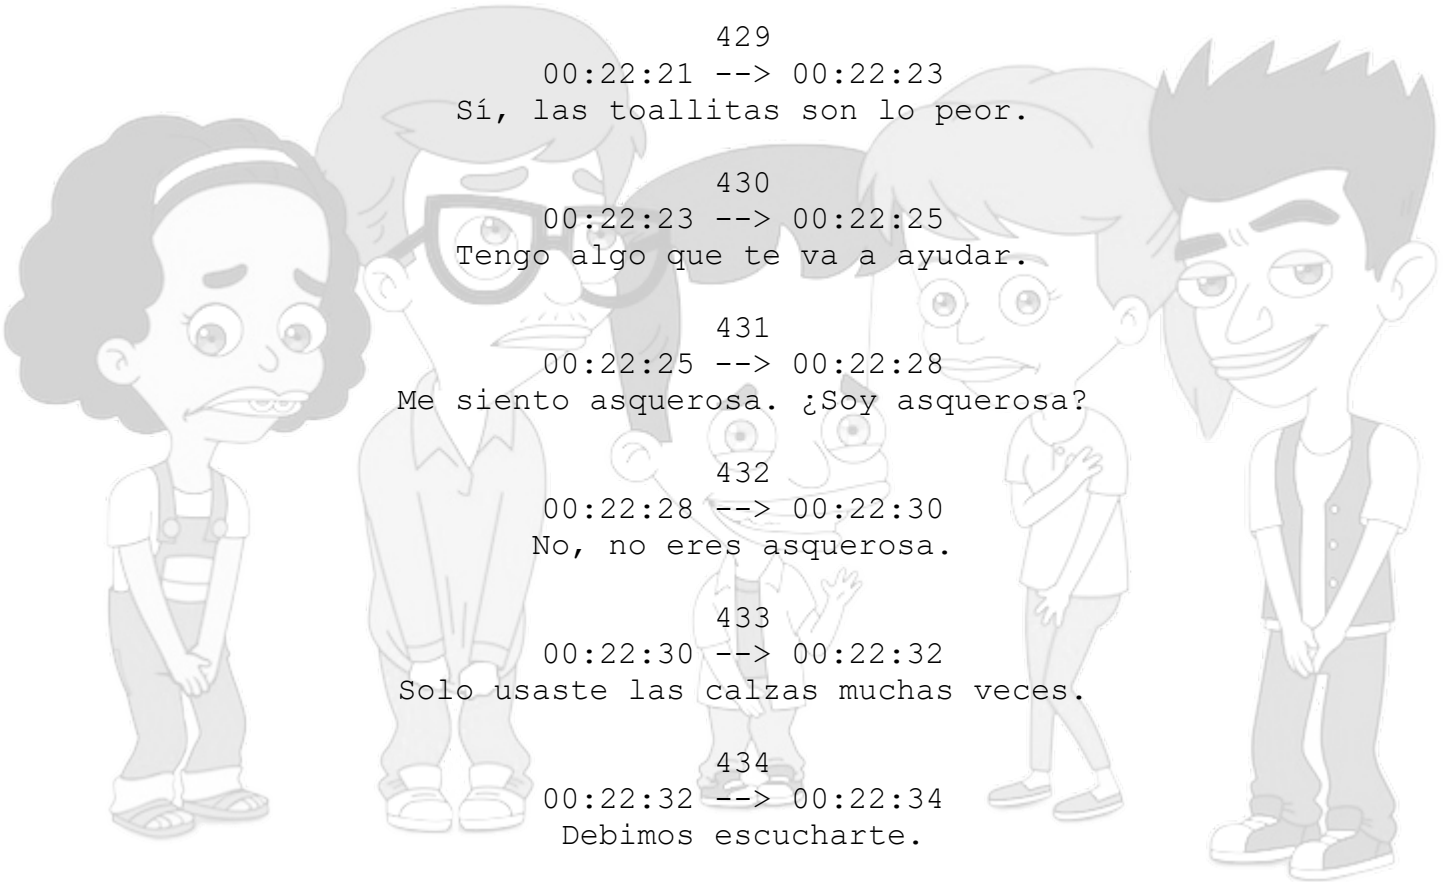 429
00:22:21 --> 00:22:23
Sí, las toallitas son lo peor.
430
00:22:23 --> 00:22:25
Tengo algo que te va a ayudar.
431
00:22:25 --> 00:22:28
Me siento asquerosa. ¿Soy asquerosa?
432
00:22:28 --> 00:22:30
No, no eres asquerosa.
433
00:22:30 --> 00:22:32
Solo usaste las calzas muchas veces.
434
00:22:32 --> 00:22:34
Debimos escucharte.